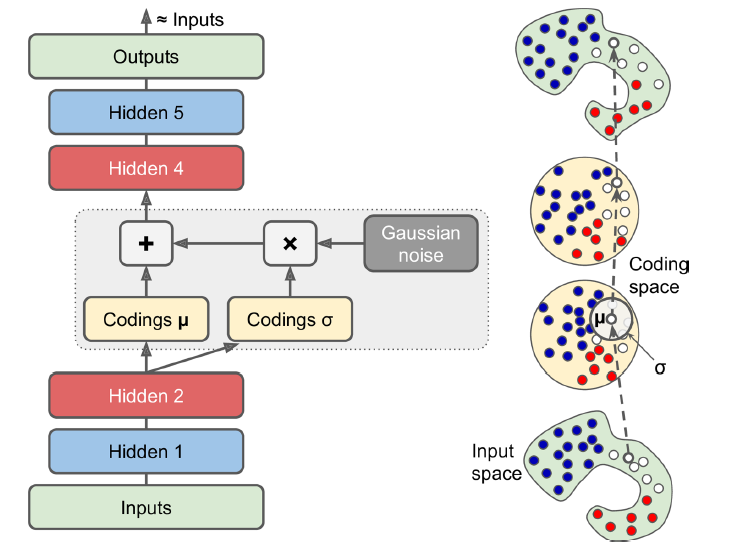 ≈ Inputs
Outputs
Hidden 5
Hidden 4
+
×
Gaussian
noise
Codings μ
Codings σ
Hidden 2
Hidden 1
Inputs
Coding
space
μ
σ
Input
space